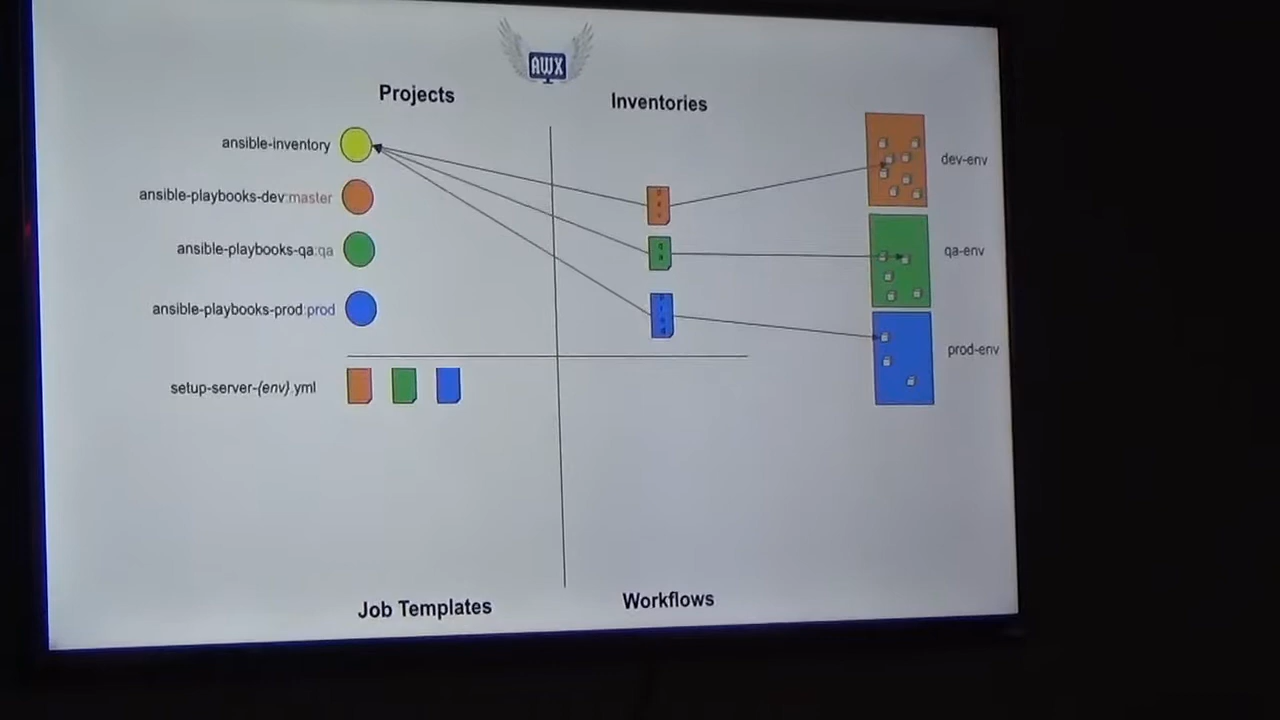 AWX
Projects
Inventories
ansible-inventory
ansible-playbooks-dev:master
ansible-playbooks-qa:qa
ansible-playbooks-prod:prod
dev-env
qa-env
prod-env
setup-server-{env}.yml
Job Templates
Workflows